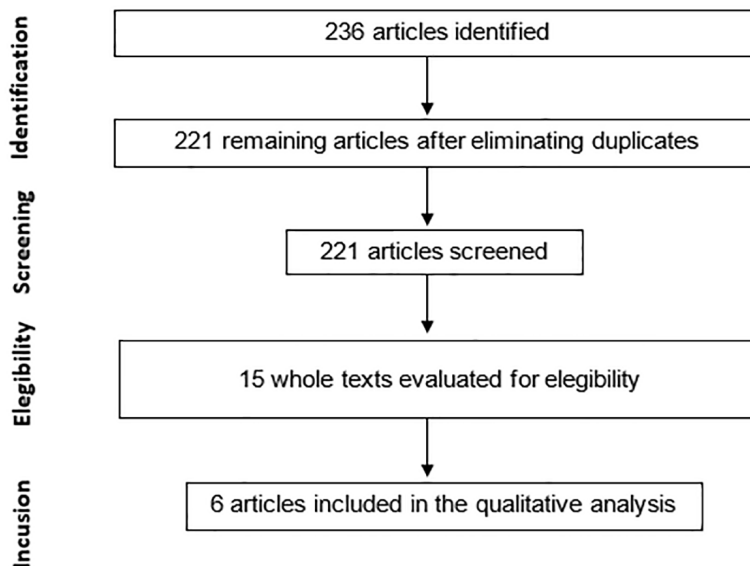 Identification
236 articles identified
221 remaining articles after eliminating duplicates
Screening
221 articles screened
Elegibility
15 whole texts evaluated for elegibility
Incusion
6 articles included in the qualitative analysis